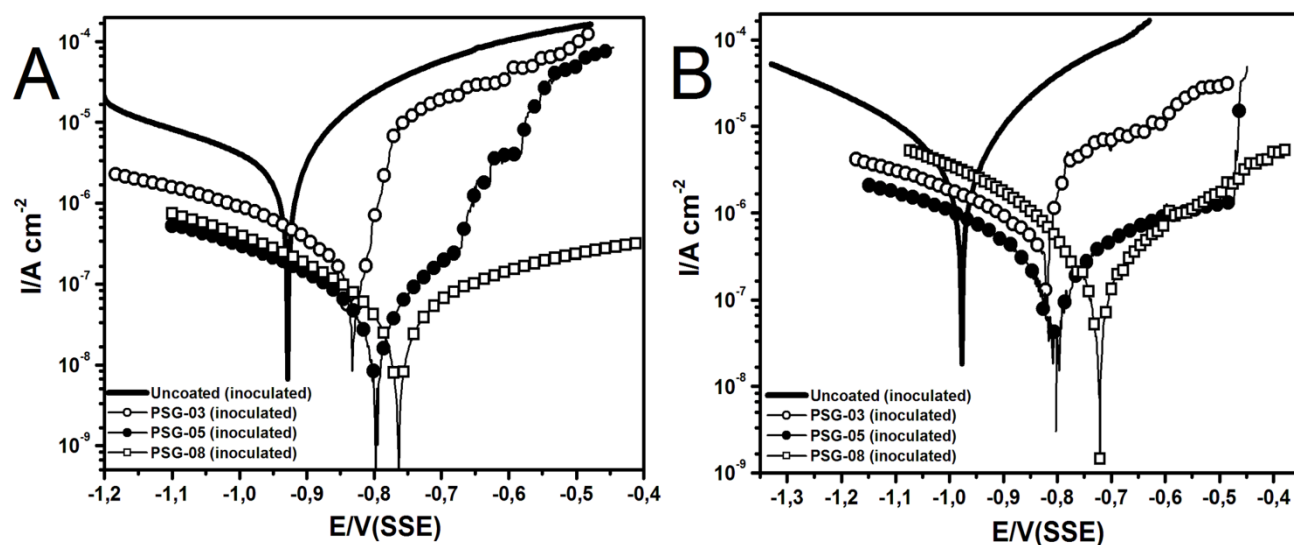 A
I/A cm-2
10-4
10-5
10-6
10-7
10-8
10-9
Uncoated (inoculated)
PSG-03 (inoculated)
PSG-05 (inoculated)
PSG-08 (inoculated)
-1,2 -1,1 -1,0 -0,9 -0,8 -0,7 -0,6 -0,5 -0,4
E/V(SSE)
B
I/A cm-2
10-4
10-5
10-6
10-7
10-8
10-9
Uncoated (inoculated)
PSG-03 (inoculated)
PSG-05 (inoculated)
PSG-08 (inoculated)
-1,3 -1,2 -1,1 -1,0 -0,9 -0,8 -0,7 -0,6 -0,5 -0,4
E/V(SSE)